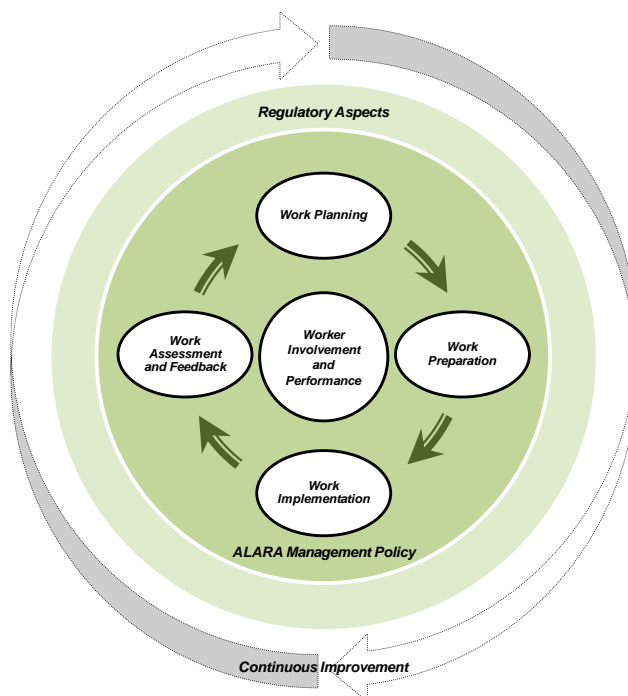 Regulatory Aspects
Work Planning
Work
Assessment
and Feedback
Worker
Involvement
and
Performance
Work
Preparation
Work
Implementation
ALARA Management Policy
Continuous Improvement